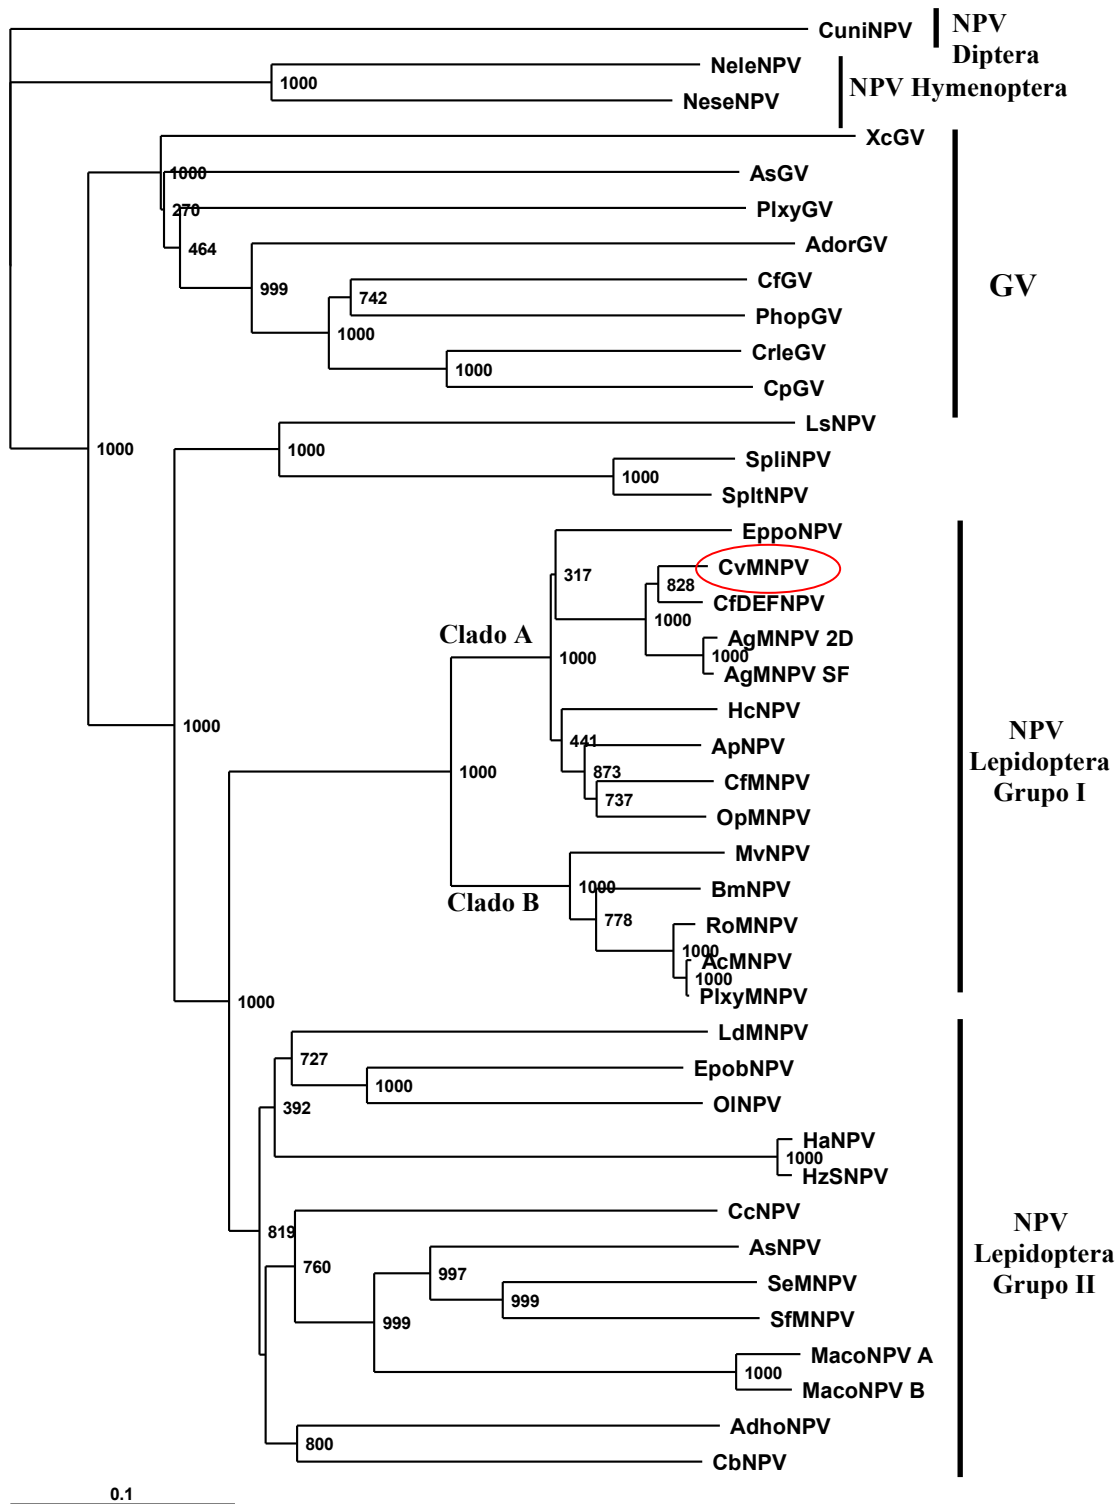 CuniNPV
NPV
Diptera
NeleNPV
1000
NeseNPV
NPV Hymenoptera
XcGV
1000
AsGV
270
PlxyGV
464
AdorGV
999
CfGV
742
PhopGV
1000
CrleGV
1000
CpGV
GV
LsNPV
1000
1000
SpliNPV
1000
SpltNPV
EppoNPV
317
CvMNPV
828
CfDEFNPV
1000
Clado A
AgMNPV 2D
1000
AgMNPV SF
1000
1000
HcNPV
441
ApNPV
873
CfMNPV
737
OpMNPV
1000
NPV
Lepidoptera
Grupo I
MvNPV
1000
BmNPV
Clado B
778
RoMNPV
1000
AcMNPV
1000
PlxyMNPV
1000
LdMNPV
727
EpobNPV
1000
OlNPV
392
HaNPV
1000
HzSNPV
CcNPV
819
760
AsNPV
997
SeMNPV
999
SfMNPV
999
NPV
Lepidoptera
Grupo II
MacoNPV A
1000
MacoNPV B
AdhoNPV
800
CbNPV
0.1